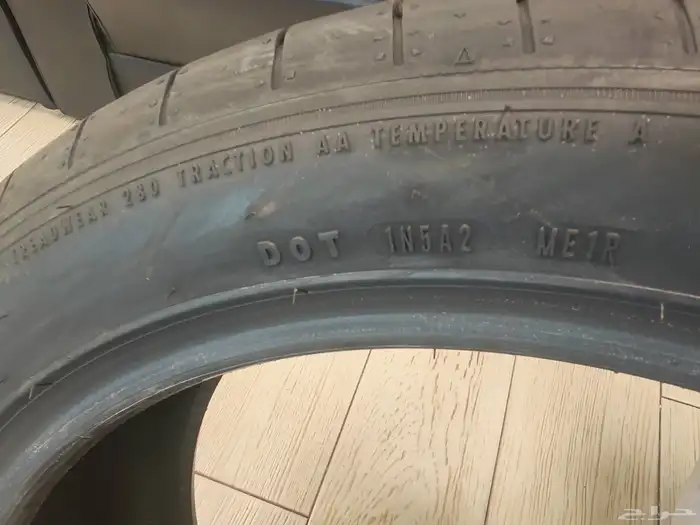 TREADWEAR 280 TRACTION AA TEMPERATURE A
DOT 1N5A2 ME1R
حراج